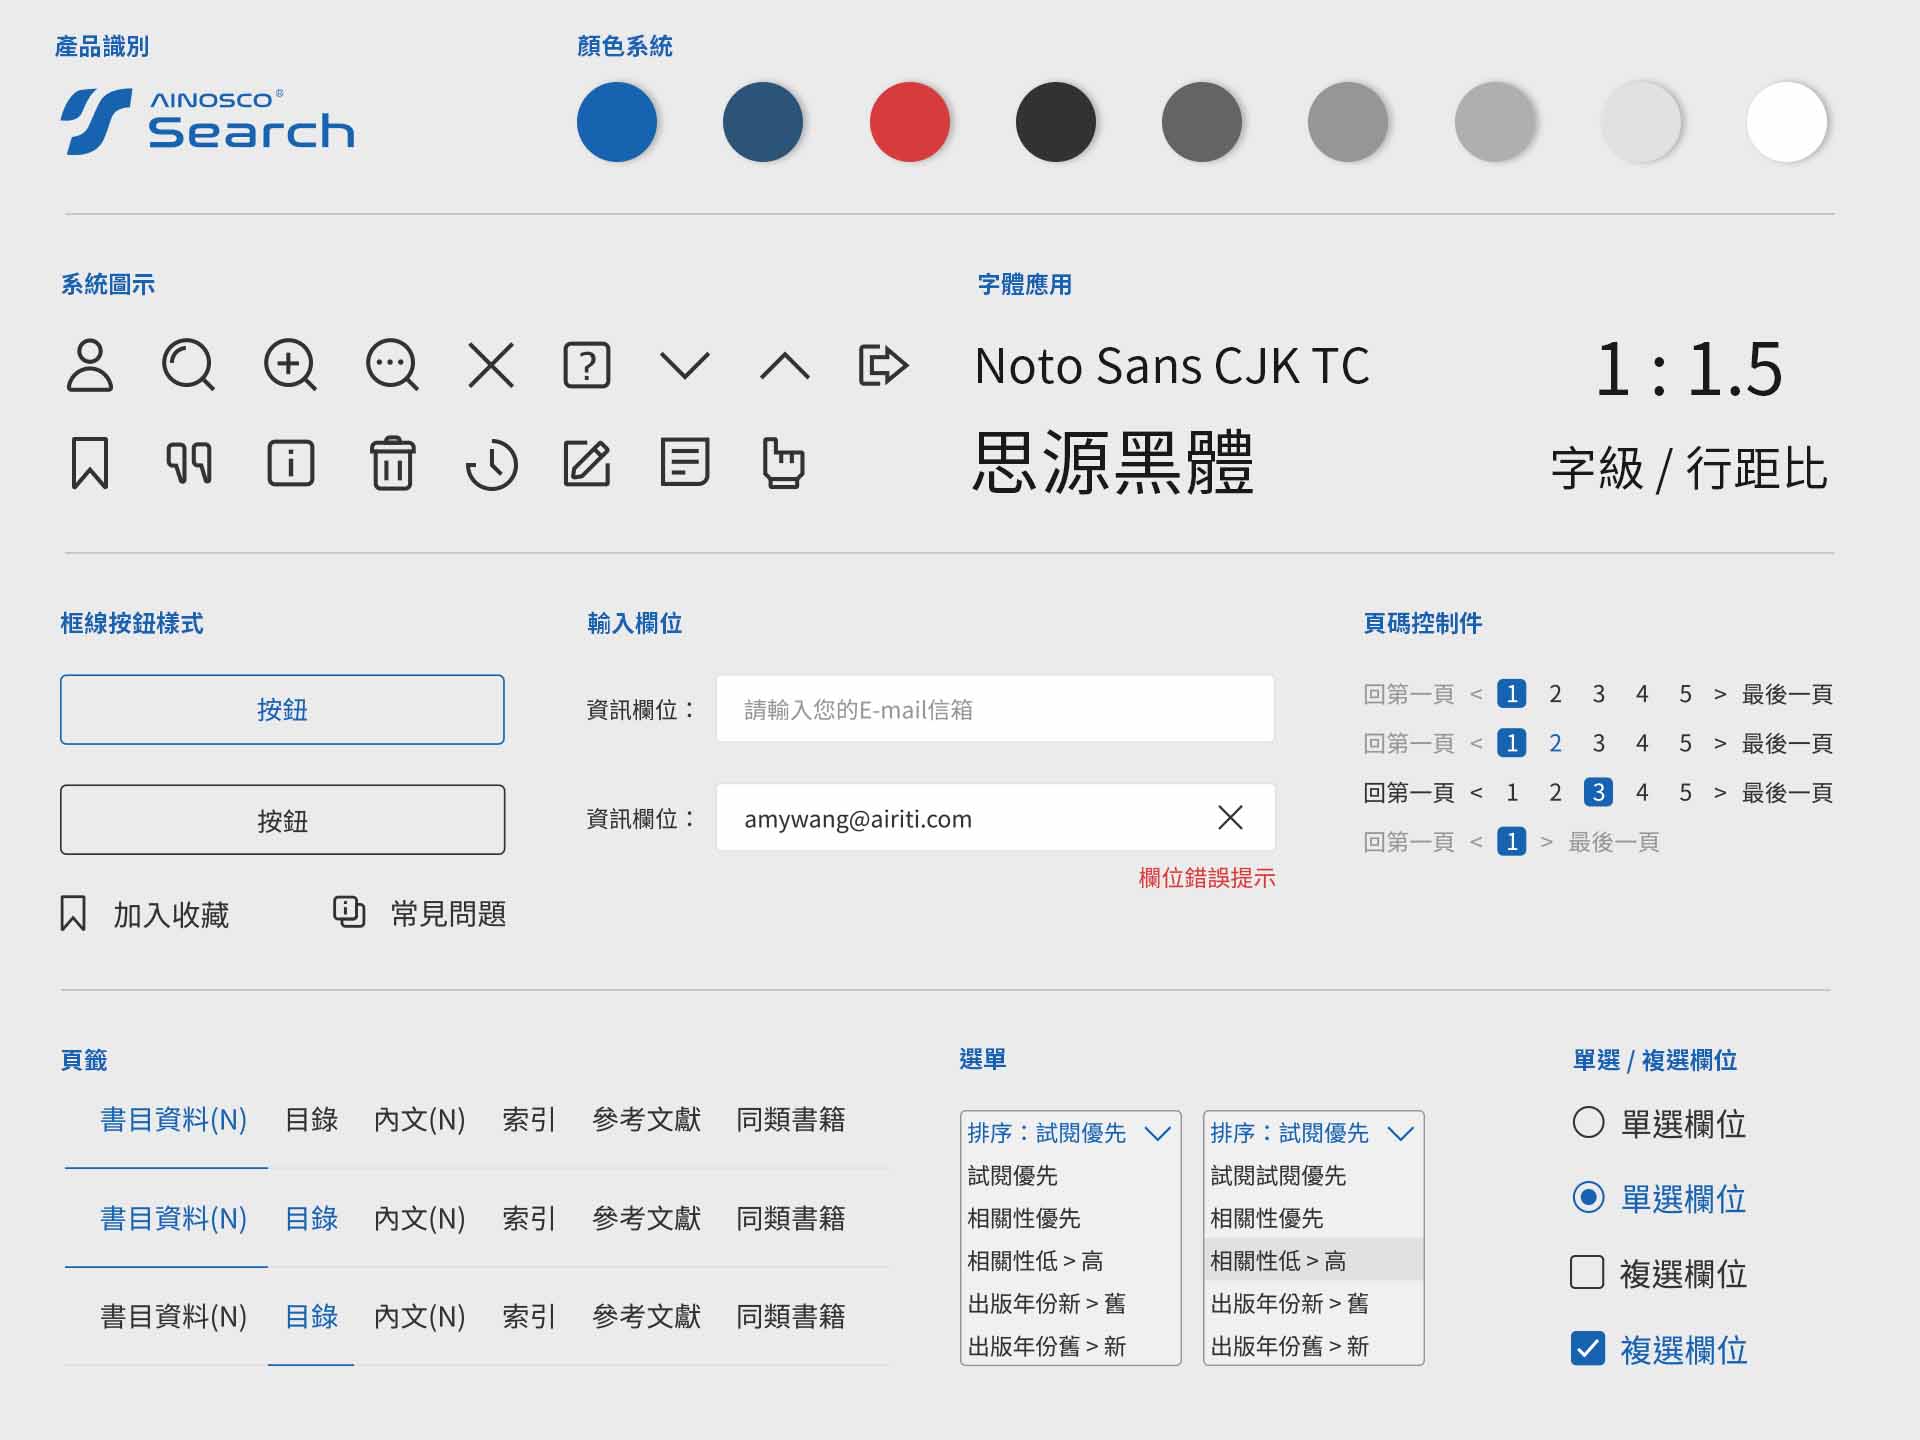 產品識別
AINOSCO®
Search
顏色系統
系統圖示
字體應用
Noto Sans CJK TC
思源黑體
1 : 1.5
字級 / 行距比
框線按鈕樣式
按鈕
按鈕
加入收藏
常見問題
輸入欄位
資訊欄位： 請輸入您的E-mail信箱
資訊欄位： amywang@airiti.com
欄位錯誤提示
頁碼控制件
回第一頁 < 1 2 3 4 5 > 最後一頁
回第一頁 < 1 2 3 4 5 > 最後一頁
回第一頁 < 1 2 3 4 5 > 最後一頁
回第一頁 < 1 > 最後一頁
頁籤
書目資料(N) 目錄 內文(N) 索引 參考文獻 同類書籍
書目資料(N) 目錄 內文(N) 索引 參考文獻 同類書籍
書目資料(N) 目錄 內文(N) 索引 參考文獻 同類書籍
選單
排序：試閱優先
試閱優先
相關性優先
相關性低 > 高
出版年份新 > 舊
出版年份舊 > 新
排序：試閱優先
試閱試閱優先
相關性優先
相關性低 > 高
出版年份新 > 舊
出版年份舊 > 新
單選 / 複選欄位
單選欄位
單選欄位
複選欄位
複選欄位